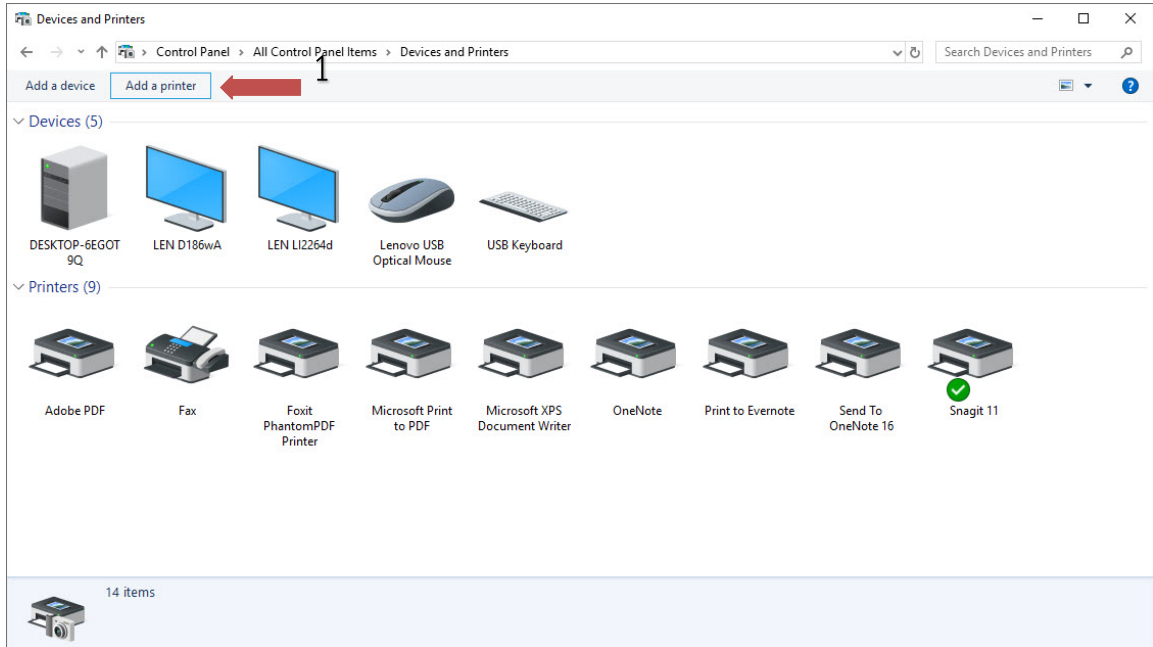 Devices and Printers
Control Panel > All Control Panel Items > Devices and Printers
Search Devices and Printers
1
Add a device
Add a printer
?
Devices (5)
DESKTOP-6EGOT
9Q
LEN D186wA
LEN LI2264d
Lenovo USB
Optical Mouse
USB Keyboard
Printers (9)
Adobe PDF
Fax
Foxit
PhantomPDF
Printer
Microsoft Print
to PDF
Microsoft XPS
Document Writer
OneNote
Print to Evernote
Send To
OneNote 16
Snagit 11
14 items